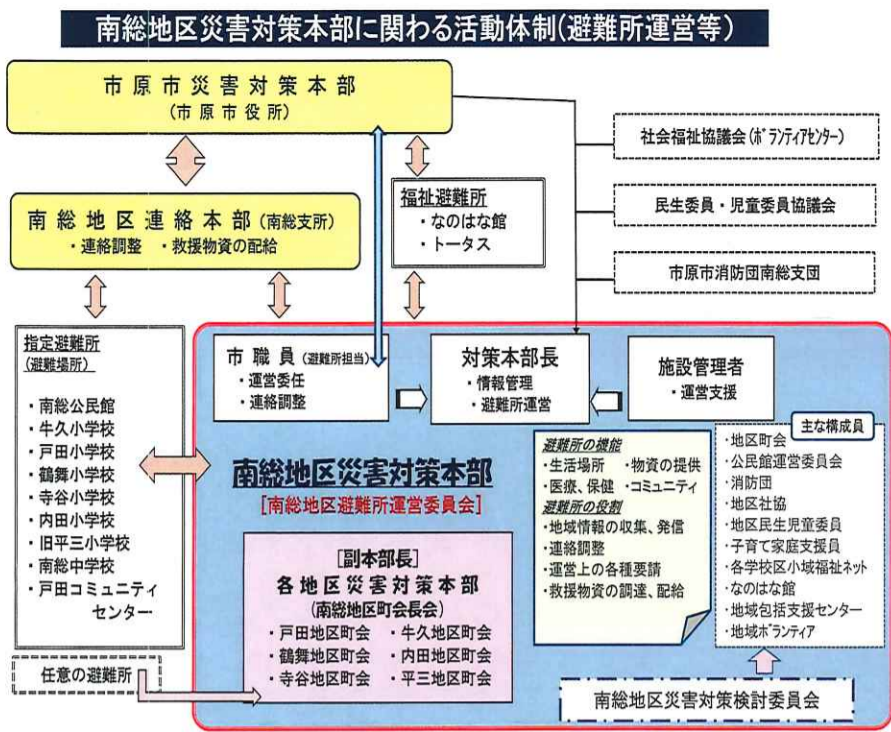 南総地区災害対策本部に関わる活動体制(避難所運営等)
市原市災害対策本部
(市原市役所)
社会福祉協議会(ﾎﾞﾗﾝﾃｨｱｾﾝﾀｰ)
民生委員・児童委員協議会
市原市消防団南総支団
南総地区連絡本部(南総支所)
・連絡調整 ・救援物資の配給
福祉避難所
・なのはな館
・トータス
指定避難所
(避難場所)
・南総公民館
・牛久小学校
・戸田小学校
・鶴舞小学校
・寺谷小学校
・内田小学校
・旧平三小学校
・南総中学校
・戸田コミュニティ
センター・
任意の避難所
市職員(避難所担当)
・運営委任
・連絡調整
対策本部長
・情報管理
・避難所運営
施設管理者
・運営支援
南総地区災害対策本部
[南総地区避難所運営委員会]
[副本部長]
各地区災害対策本部
(南総地区町会長会)
・戸田地区町会 ・牛久地区町会
・鶴舞地区町会 ・内田地区町会
・寺谷地区町会 ・平三地区町会
避難所の機能
・生活場所 ・物資の提供
・医療、保健 ・コミュニティ
避難所の役割
・地域情報の収集、発信
・連絡調整
・運営上の各種要請
・救援物資の調達、配給
主な構成員
・地区町会
・公民館運営委員会
・消防団
・地区社協
・地区民生児童委員
・子育て家庭支援員
・各学校区小域福祉ネット
・なのはな館
・地域包括支援センター
・地域ﾎﾞﾗﾝﾃｨｱ
南総地区災害対策検討委員会